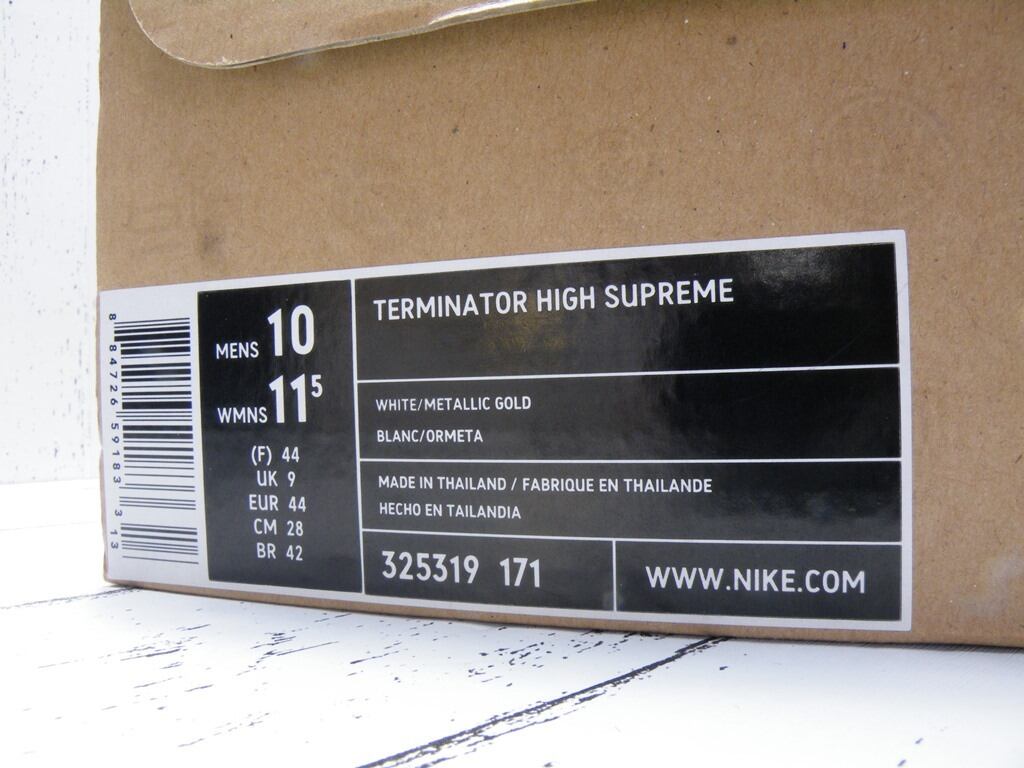 8 84726 59183 3 13
MENS 10
WMNS 11⁵
(F) 44
UK 9
EUR 44
CM 28
BR 42
TERMINATOR HIGH SUPREME
WHITE/METALLIC GOLD
BLANC/ORMETA
MADE IN THAILAND / FABRIQUE EN THAILANDE
HECHO EN TAILANDIA
325319 171
WWW.NIKE.COM